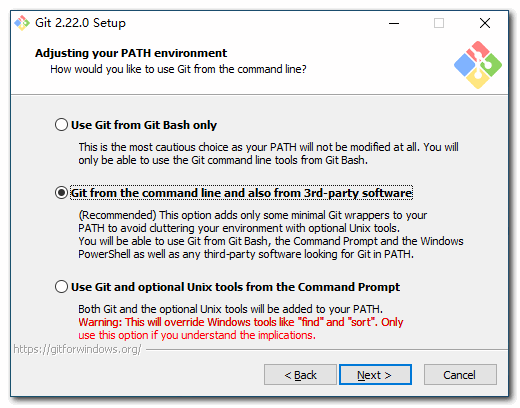 Git 2.22.0 Setup
Adjusting your PATH environment
How would you like to use Git from the command line?
Use Git from Git Bash only
This is the most cautious choice as your PATH will not be modified at all. You will
only be able to use the Git command line tools from Git Bash.
Git from the command line and also from 3rd-party software
(Recommended) This option adds only some minimal Git wrappers to your
PATH to avoid cluttering your environment with optional Unix tools.
You will be able to use Git from Git Bash, the Command Prompt and the Windows
PowerShell as well as any third-party software looking for Git in PATH.
Use Git and optional Unix tools from the Command Prompt
Both Git and the optional Unix tools will be added to your PATH.
Warning: This will override Windows tools like "find" and "sort". Only
use this option if you understand the implications.
https://gitforwindows.org/
< Back
Next >
Cancel